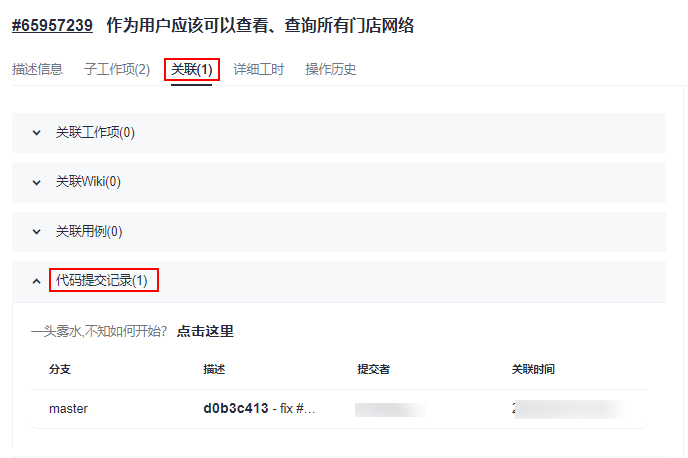 #65957239 作为用户应该可以查看、查询所有门店网络
描述信息 子工作项(2) 关联(1) 详细工时 操作历史
关联工作项(0)
关联Wiki(0)
关联用例(0)
代码提交记录(1)
一头雾水,不知如何开始? 点击这里
分支 描述 提交者 关联时间
master d0b3c413 - fix #...